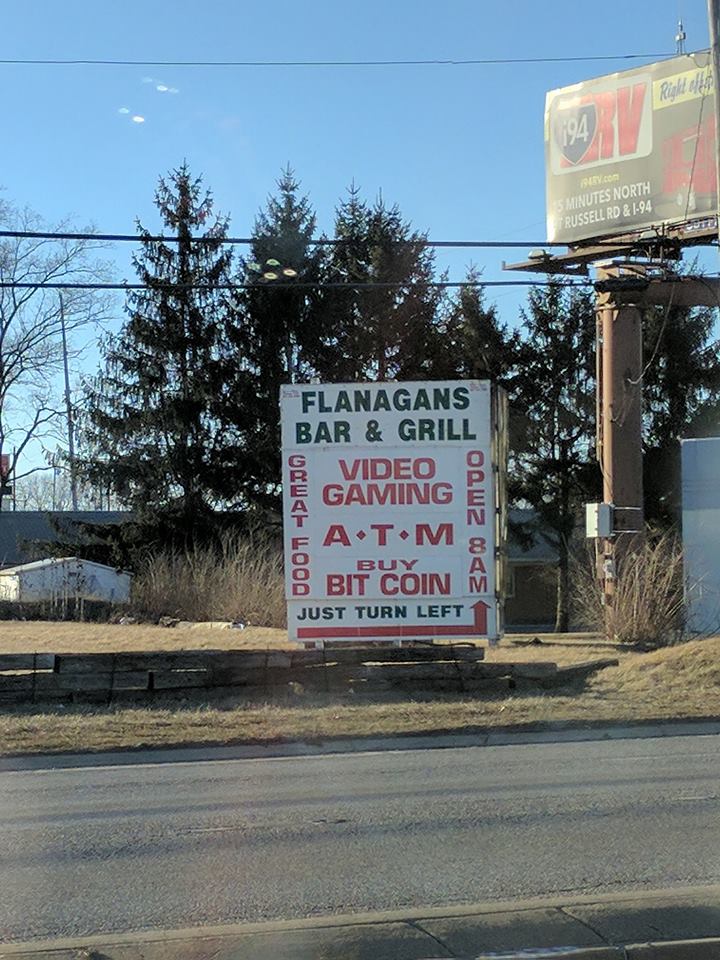 FLANAGANS
BAR & GRILL
GREAT FOOD
VIDEO
GAMING
A•T•M
BUY
BIT COIN
OPEN 8AM
JUST TURN LEFT
i94 RV
Right off
i94RV.com
5 MINUTES NORTH
RUSSELL RD & I-94